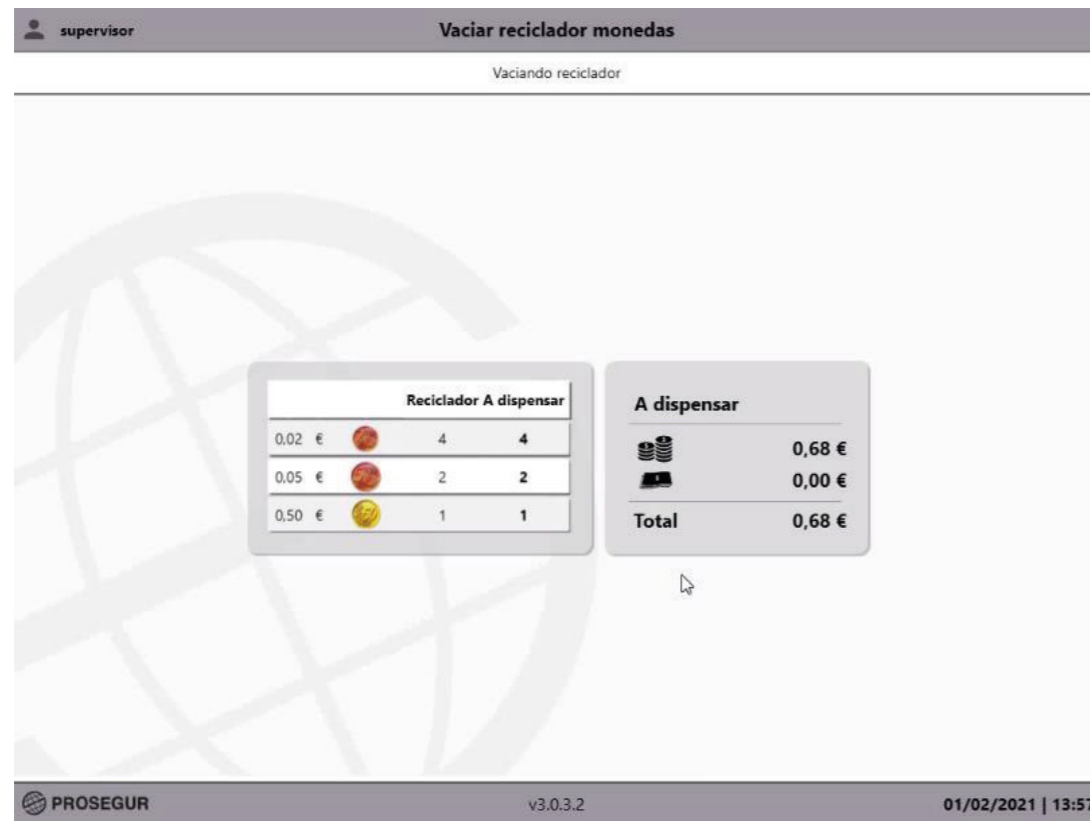 supervisor
Vaciar reciclador monedas
Vaciando reciclador
Reciclador A dispensar
0,02 € 4 4
0,05 € 2 2
0,50 € 1 1
A dispensar
0,68 €
0,00 €
Total 0,68 €
PROSEGUR
v3.0.3.2
01/02/2021 | 13:57